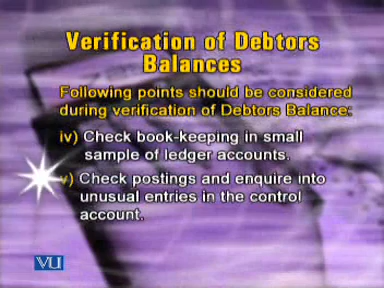 Verification of Debtors
Balances
Following points should be considered
during verification of Debtors Balance:
iv) Check book-keeping in small
sample of ledger accounts.
v) Check postings and enquire into
unusual entries in the control
account.
VU